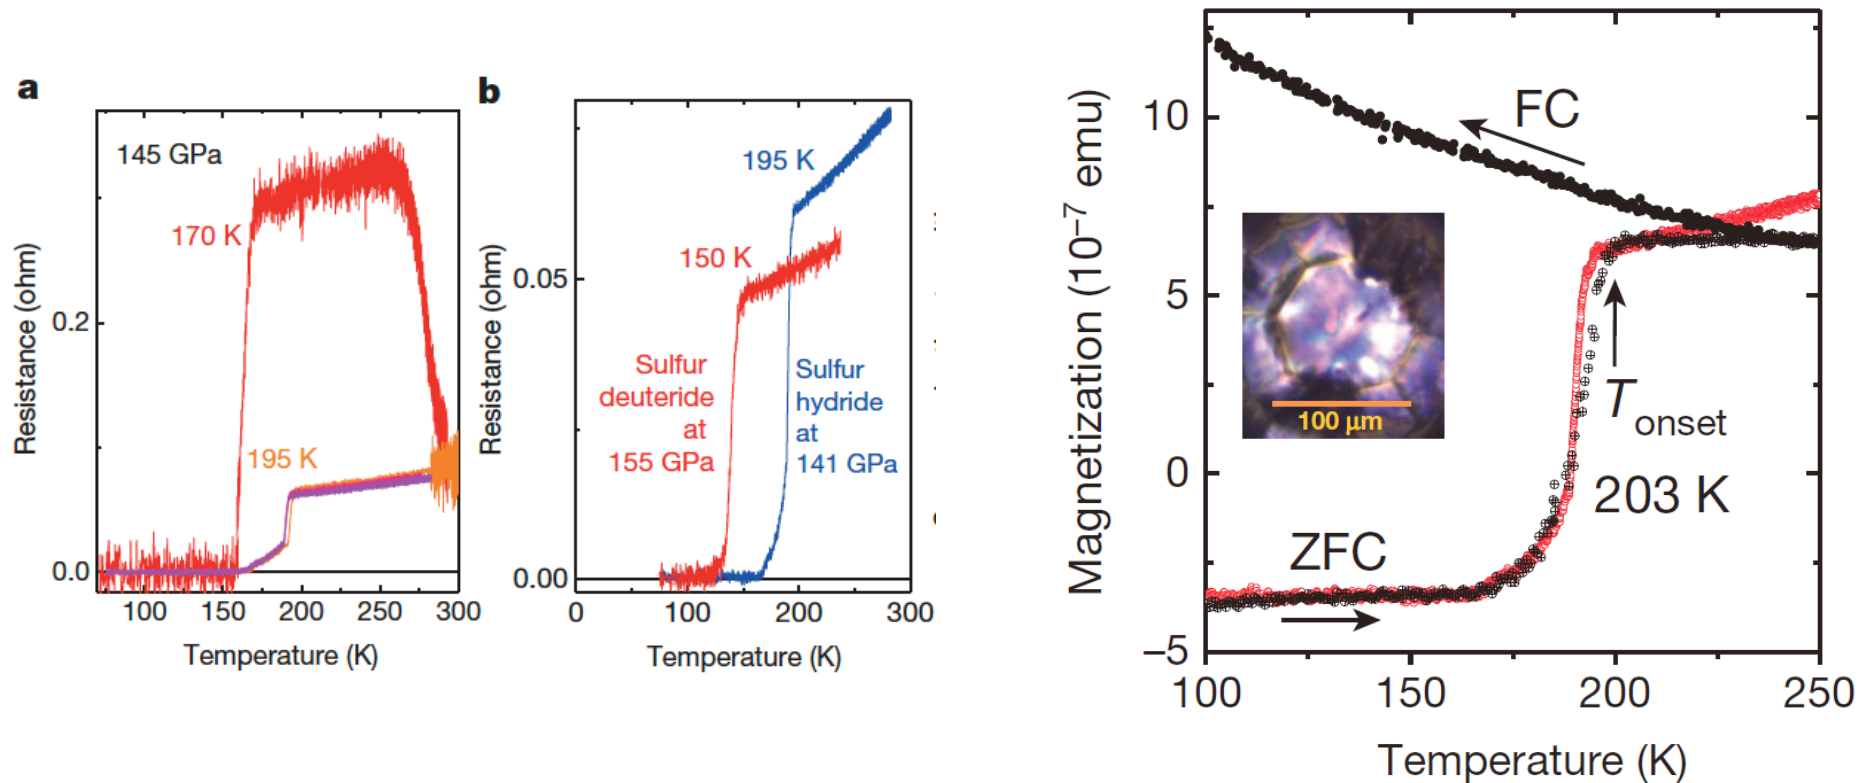 a
145 GPa
170 K
195 K
Resistance (ohm)
0.2
0.0
100 150 200 250 300
Temperature (K)
b
195 K
150 K
Sulfur
deuteride
at
155 GPa
Sulfur
hydride
at
141 GPa
Resistance (ohm)
0.05
0.00
0 100 200 300
Temperature (K)
FC
ZFC
T onset
203 K
100 μm
Magnetization (10⁻⁷ emu)
10
5
0
–5
100 150 200 250
Temperature (K)